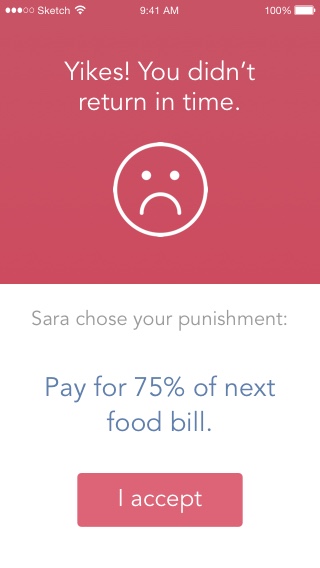 Sketch 9:41 AM 100%
Yikes! You didn’t
return in time.
Sara chose your punishment:
Pay for 75% of next
food bill.
I accept